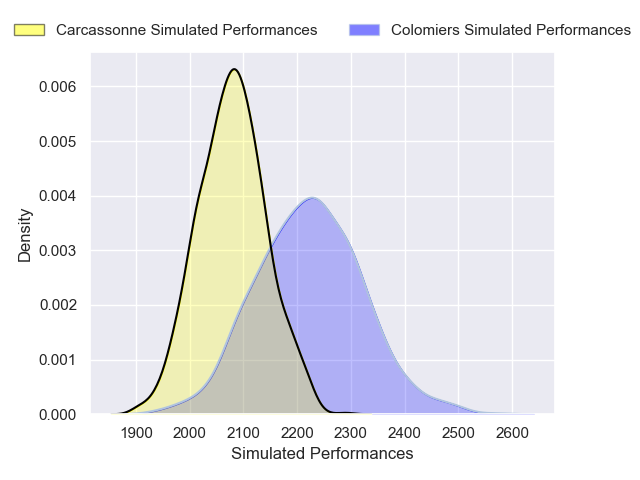 Carcassonne Simulated Performances
Colomiers Simulated Performances
0.006
0.005
0.004
0.003
0.002
0.001
0.000
Density
1900 2000 2100 2200 2300 2400 2500 2600
Simulated Performances